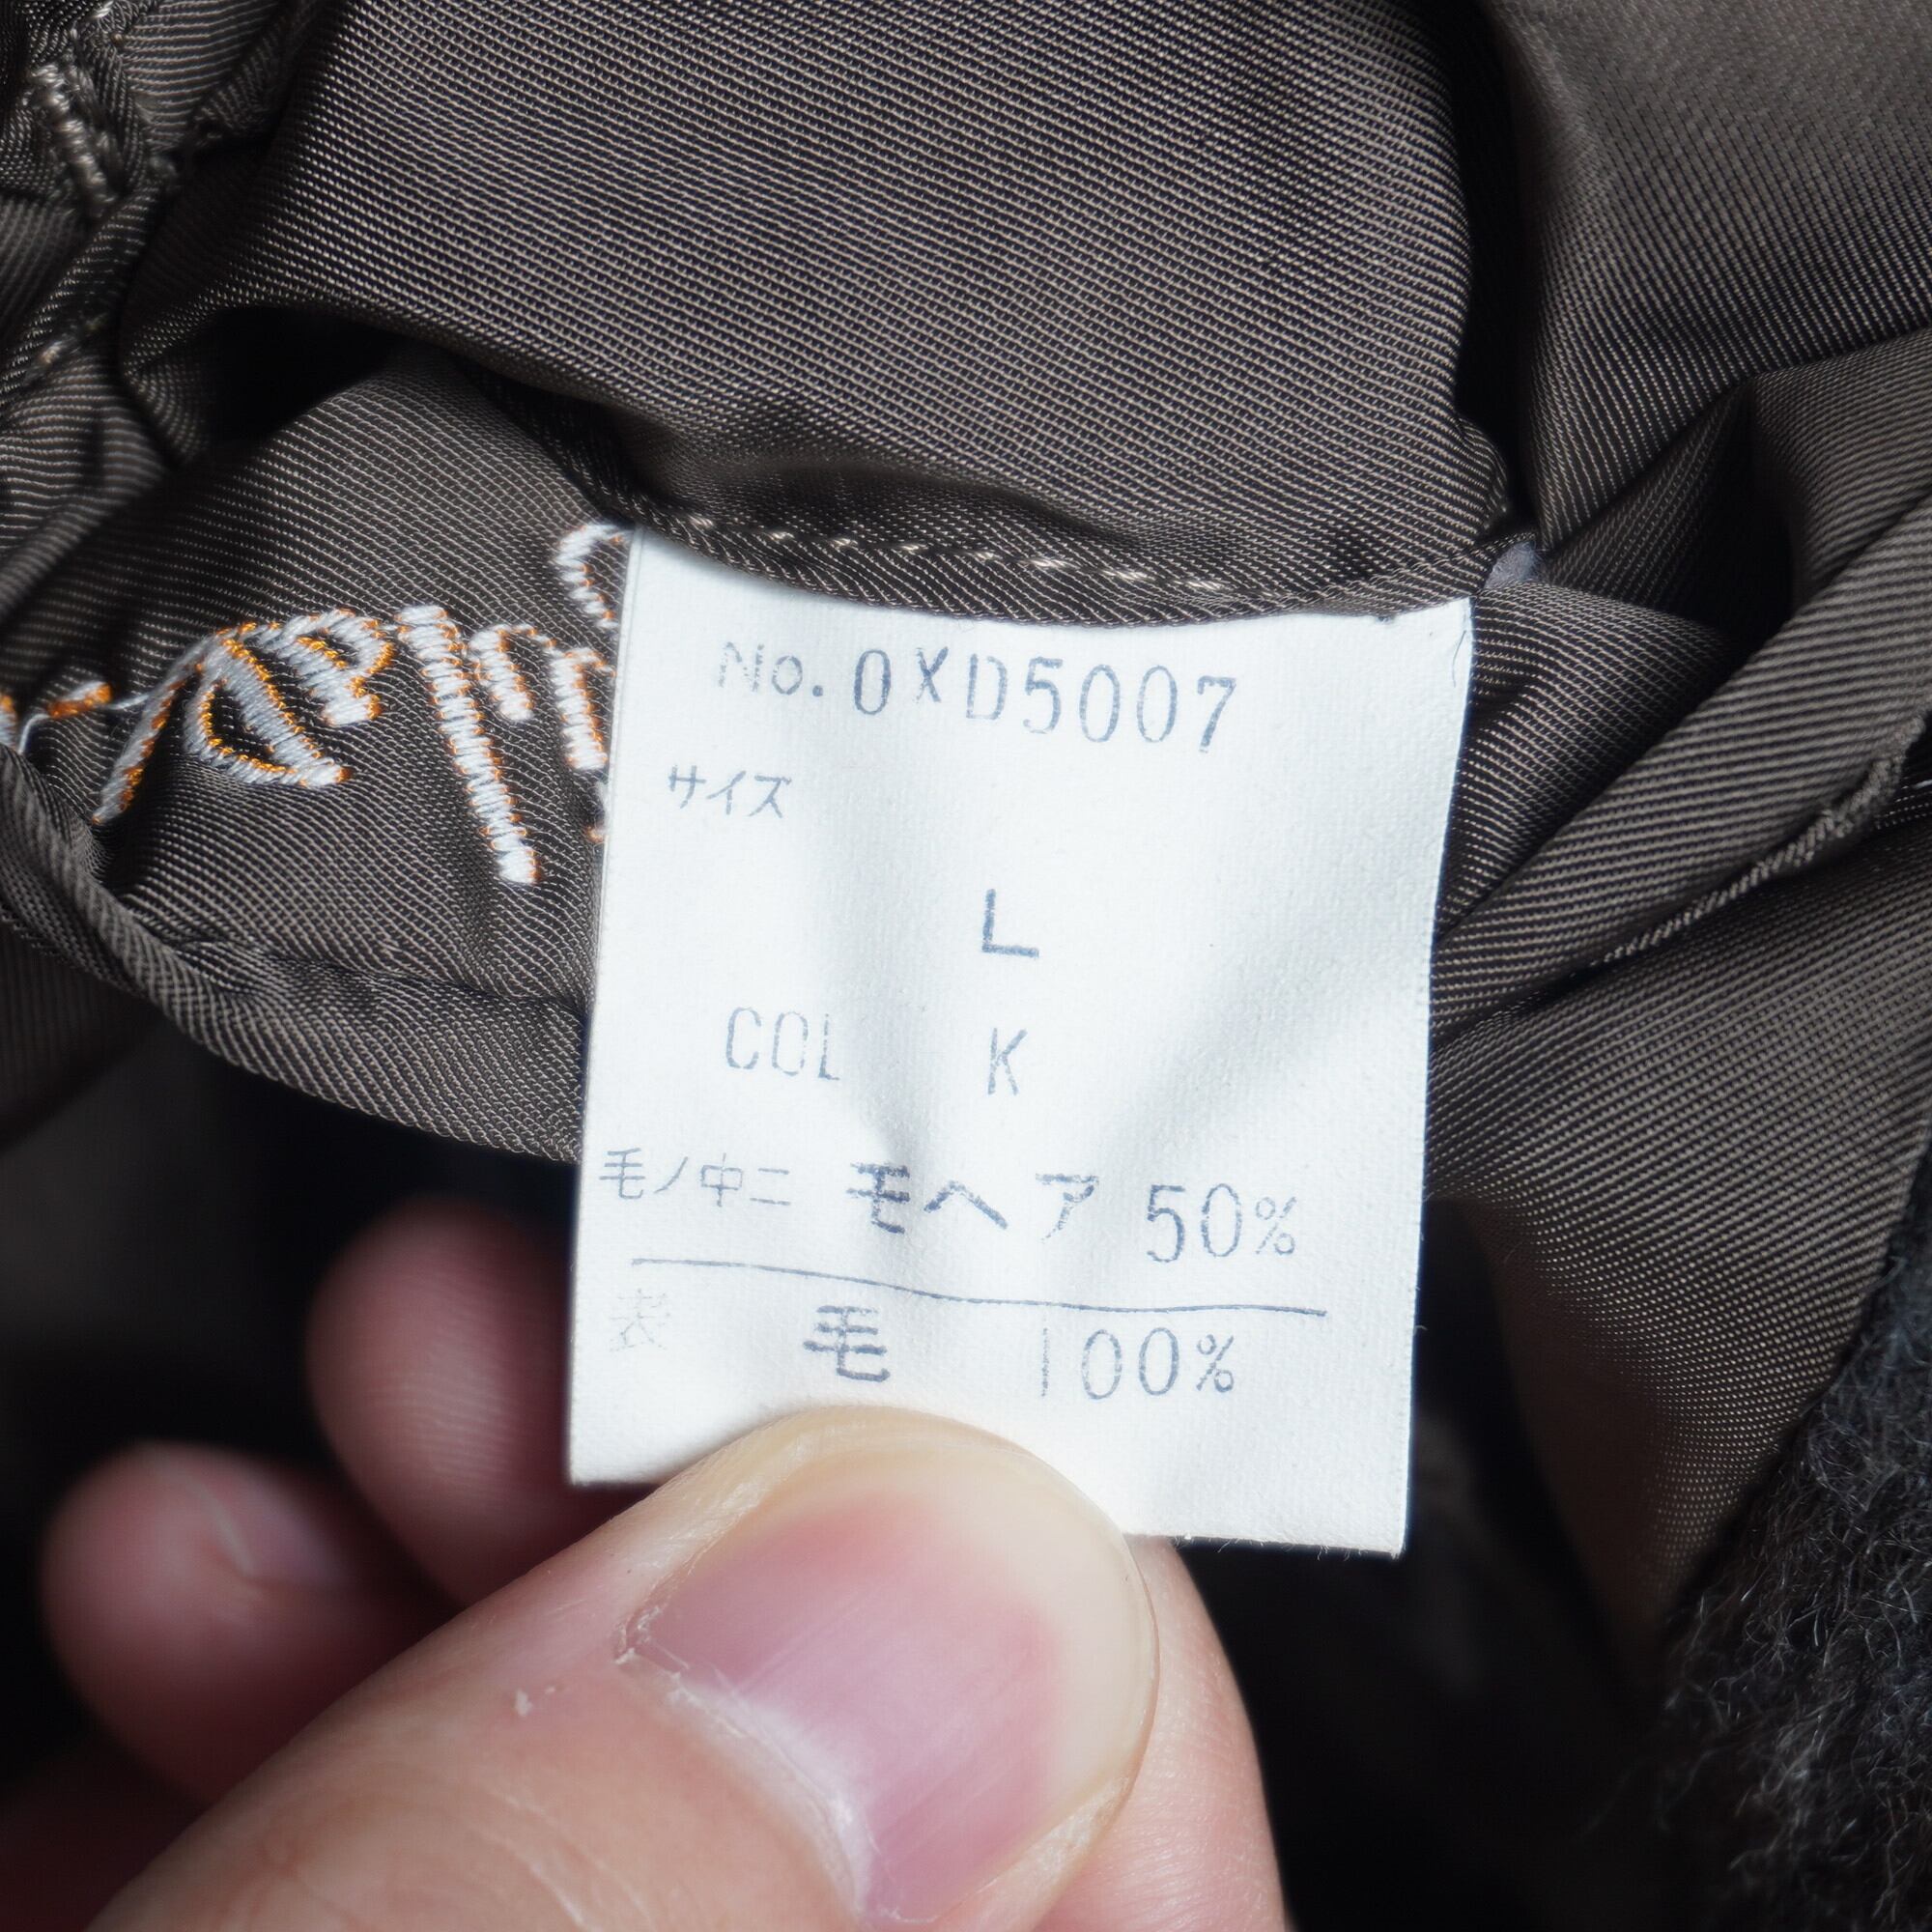 No. 0XD5007
サイズ
L
COL K
毛ノ中ニ モヘア 50%
表 毛 100%